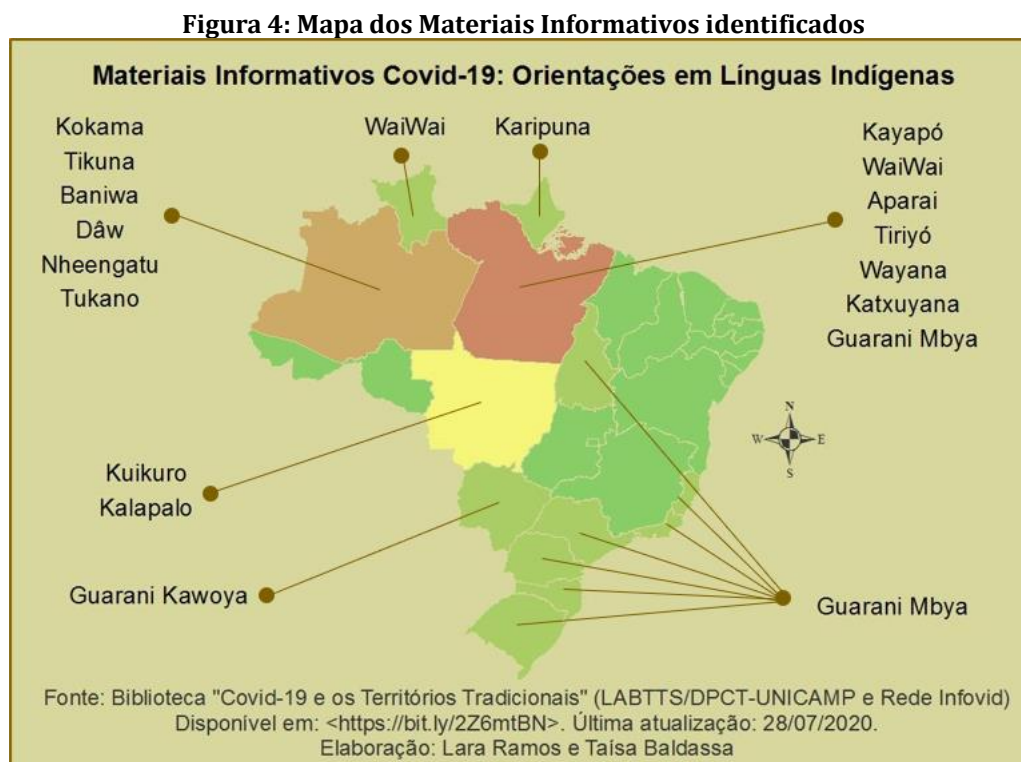 Figura 4: Mapa dos Materiais Informativos identificados
Materiais Informativos Covid-19: Orientações em Línguas Indígenas
Kokama
Tikuna
Baniwa
Dâw
Nheengatu
Tukano
WaiWai
Karipuna
Kayapó
WaiWai
Aparai
Tiriyó
Wayana
Katxuyana
Guarani Mbya
N
W
E
S
Kuikuro
Kalapalo
Guarani Kawoya
Guarani Mbya
Fonte: Biblioteca "Covid-19 e os Territórios Tradicionais" (LABTTS/DPCT-UNICAMP e Rede Infovid)
Disponível em: <https://bit.ly/2Z6mtBN>. Última atualização: 28/07/2020.
Elaboração: Lara Ramos e Taísa Baldassa